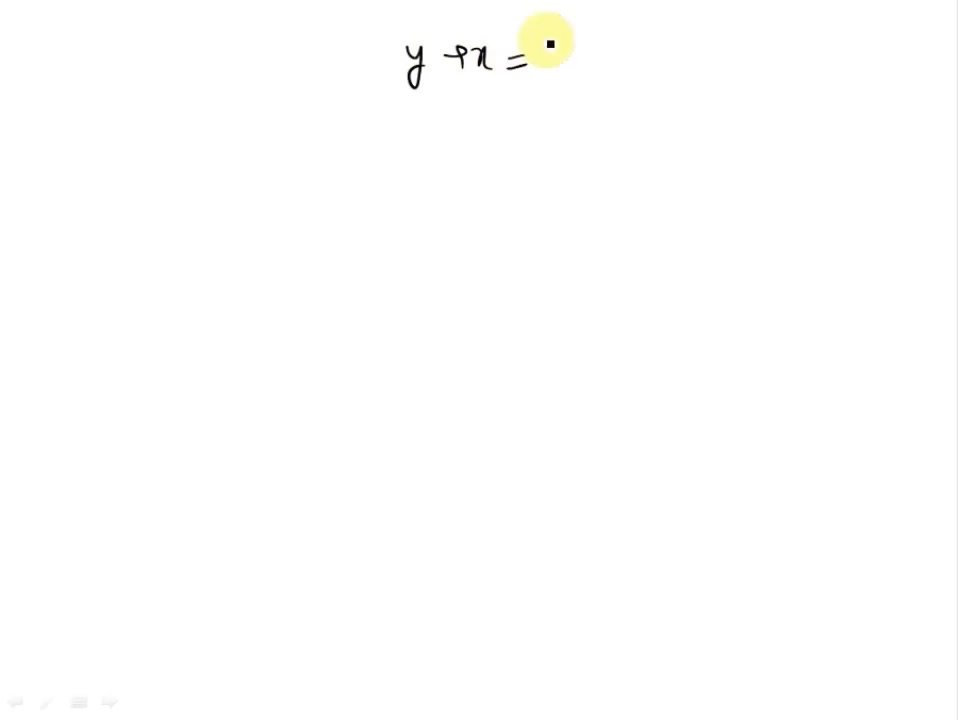 y +x =